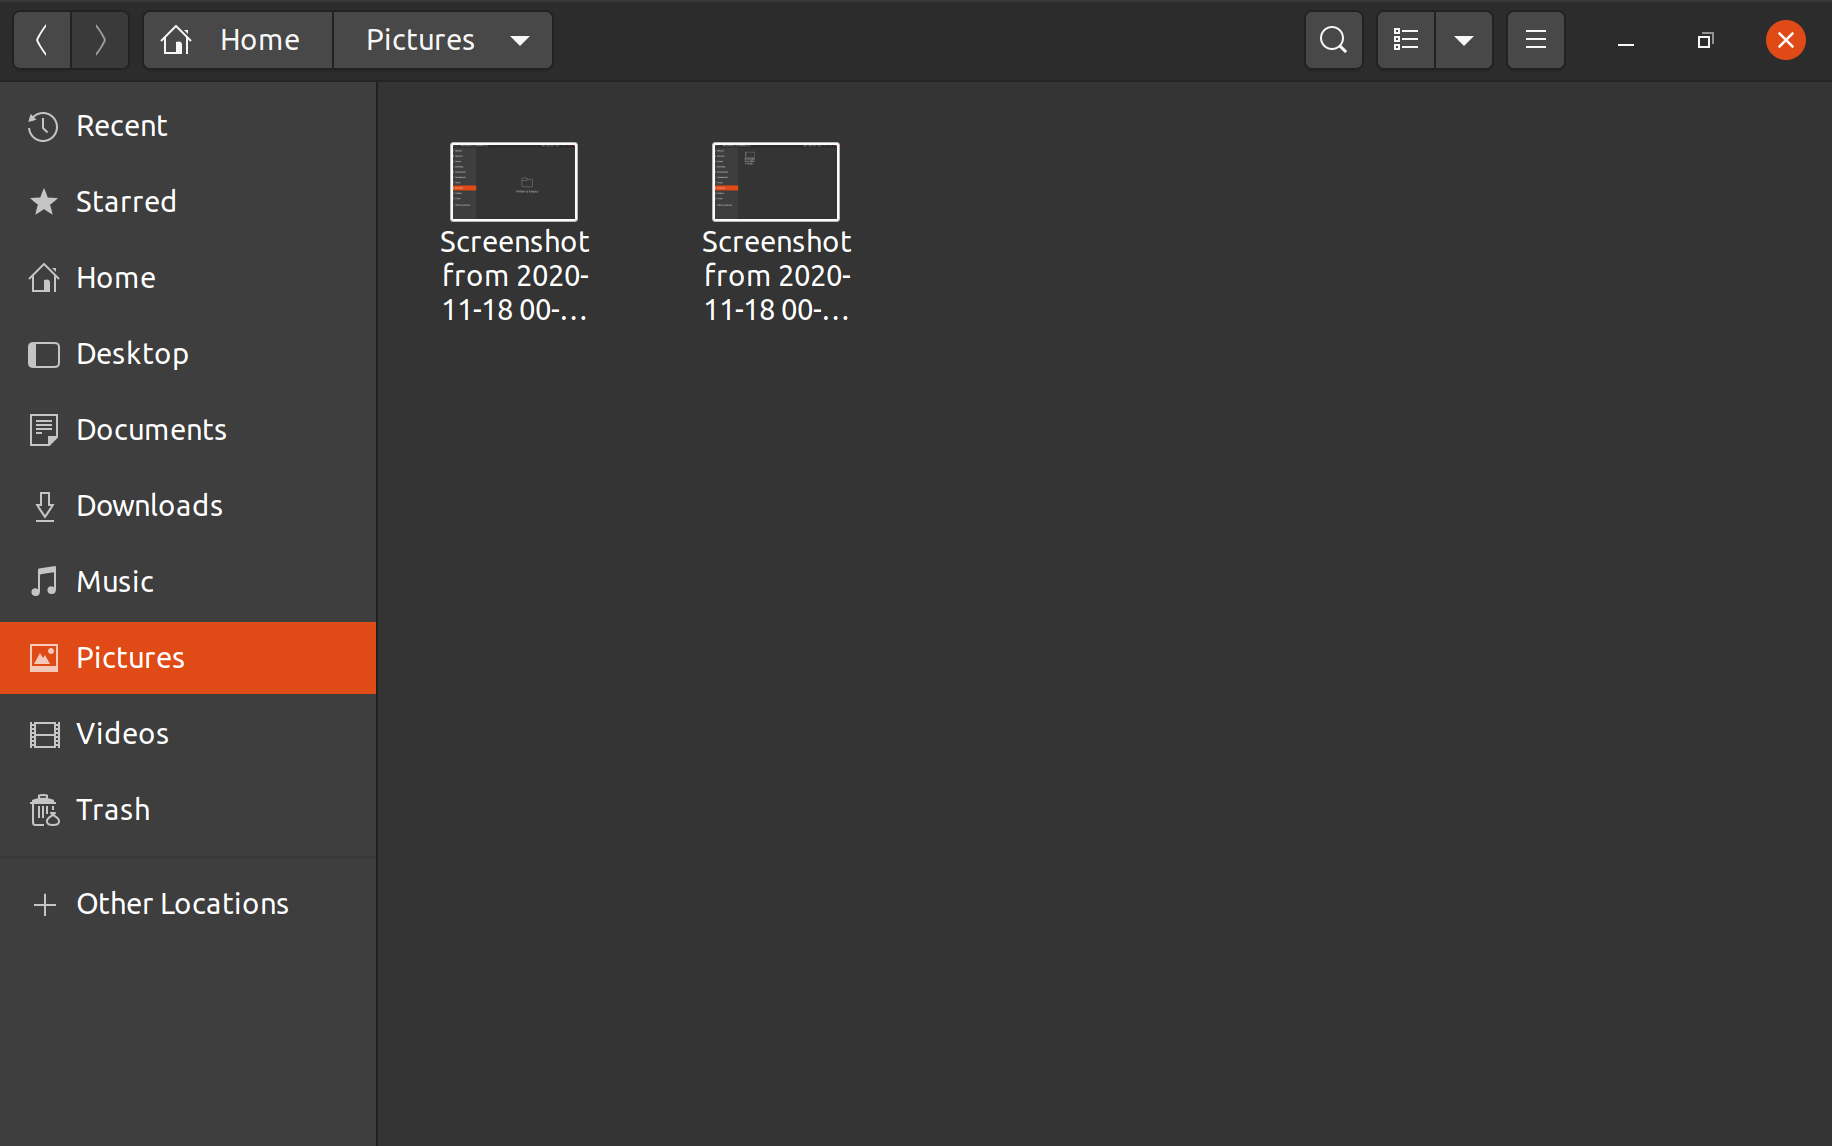 Home Pictures
Recent
Starred
Home
Desktop
Documents
Downloads
Music
Pictures
Videos
Trash
Other Locations
Screenshot
from 2020-
11-18 00-...
Screenshot
from 2020-
11-18 00-...